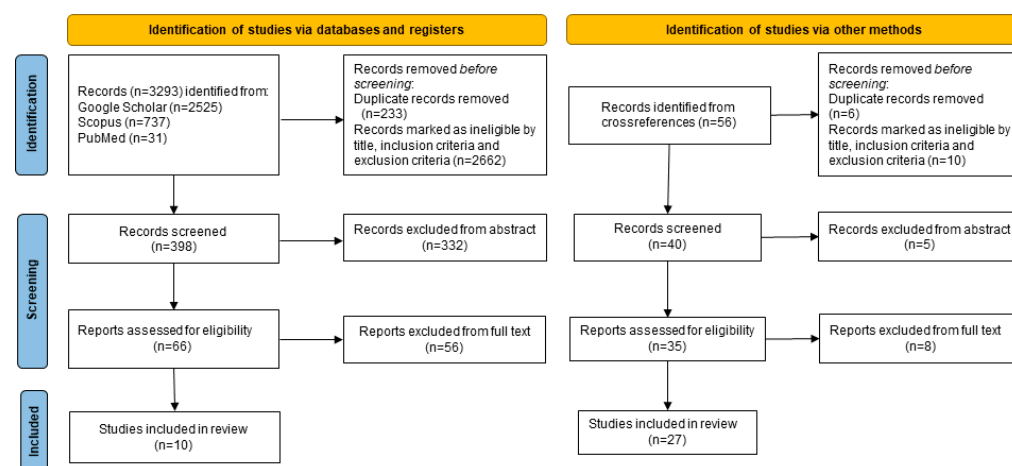 Identification of studies via databases and registers
Identification of studies via other methods
Identification
Records (n=3293) identified from:
Google Scholar (n=2525)
Scopus (n=737)
PubMed (n=31)
Records removed before
screening:
Duplicate records removed
(n=233)
Records marked as ineligible by
title, inclusion criteria and
exclusion criteria (n=2662)
Records identified from
crossreferences (n=56)
Records removed before
screening:
Duplicate records removed
(n=6)
Records marked as ineligible by
title, inclusion criteria and
exclusion criteria (n=10)
Screening
Records screened
(n=398)
Records excluded from abstract
(n=332)
Records screened
(n=40)
Records excluded from abstract
(n=5)
Reports assessed for eligibility
(n=66)
Reports excluded from full text
(n=56)
Reports assessed for eligibility
(n=35)
Reports excluded from full text
(n=8)
Included
Studies included in review
(n=10)
Studies included in review
(n=27)